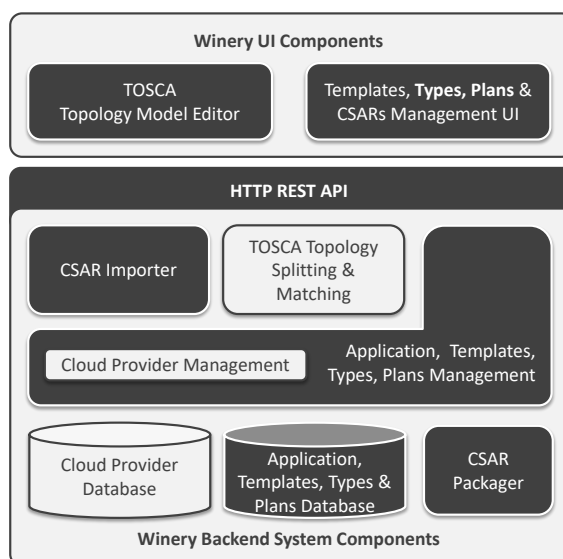 Winery UI Components
TOSCA
Topology Model Editor
Templates, Types, Plans &
CSARs Management UI
HTTP REST API
CSAR Importer
TOSCA Topology
Splitting &
Matching
Cloud Provider Management
Application, Templates,
Types, Plans Management
Cloud Provider
Database
Application,
Templates, Types &
Plans Database
CSAR
Packager
Winery Backend System Components